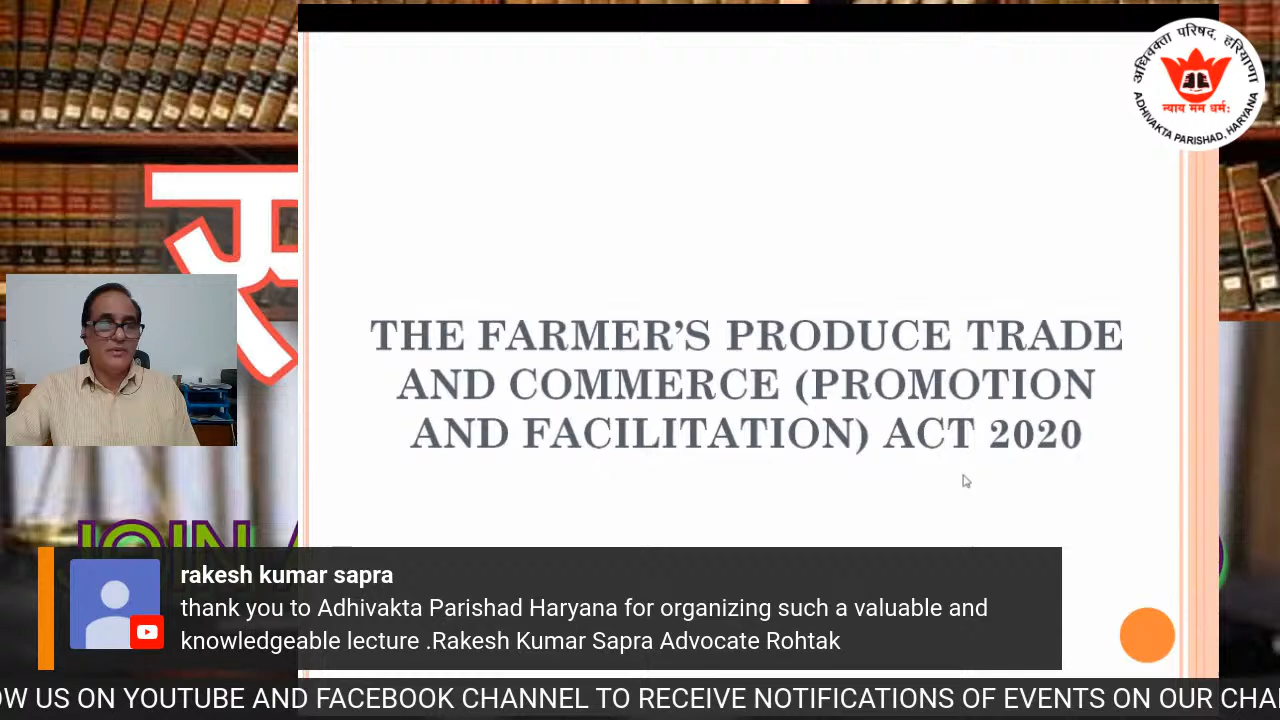 अधिवक्ता परिषद, हरियाणा
न्याय मम धर्मः
ADHIVAKTA PARISHAD, HARYANA
THE FARMER’S PRODUCE TRADE
AND COMMERCE (PROMOTION
AND FACILITATION) ACT 2020
JOIN
rakesh kumar sapra
thank you to Adhivakta Parishad Haryana for organizing such a valuable and
knowledgeable lecture .Rakesh Kumar Sapra Advocate Rohtak
OW US ON YOUTUBE AND FACEBOOK CHANNEL TO RECEIVE NOTIFICATIONS OF EVENTS ON OUR CHA